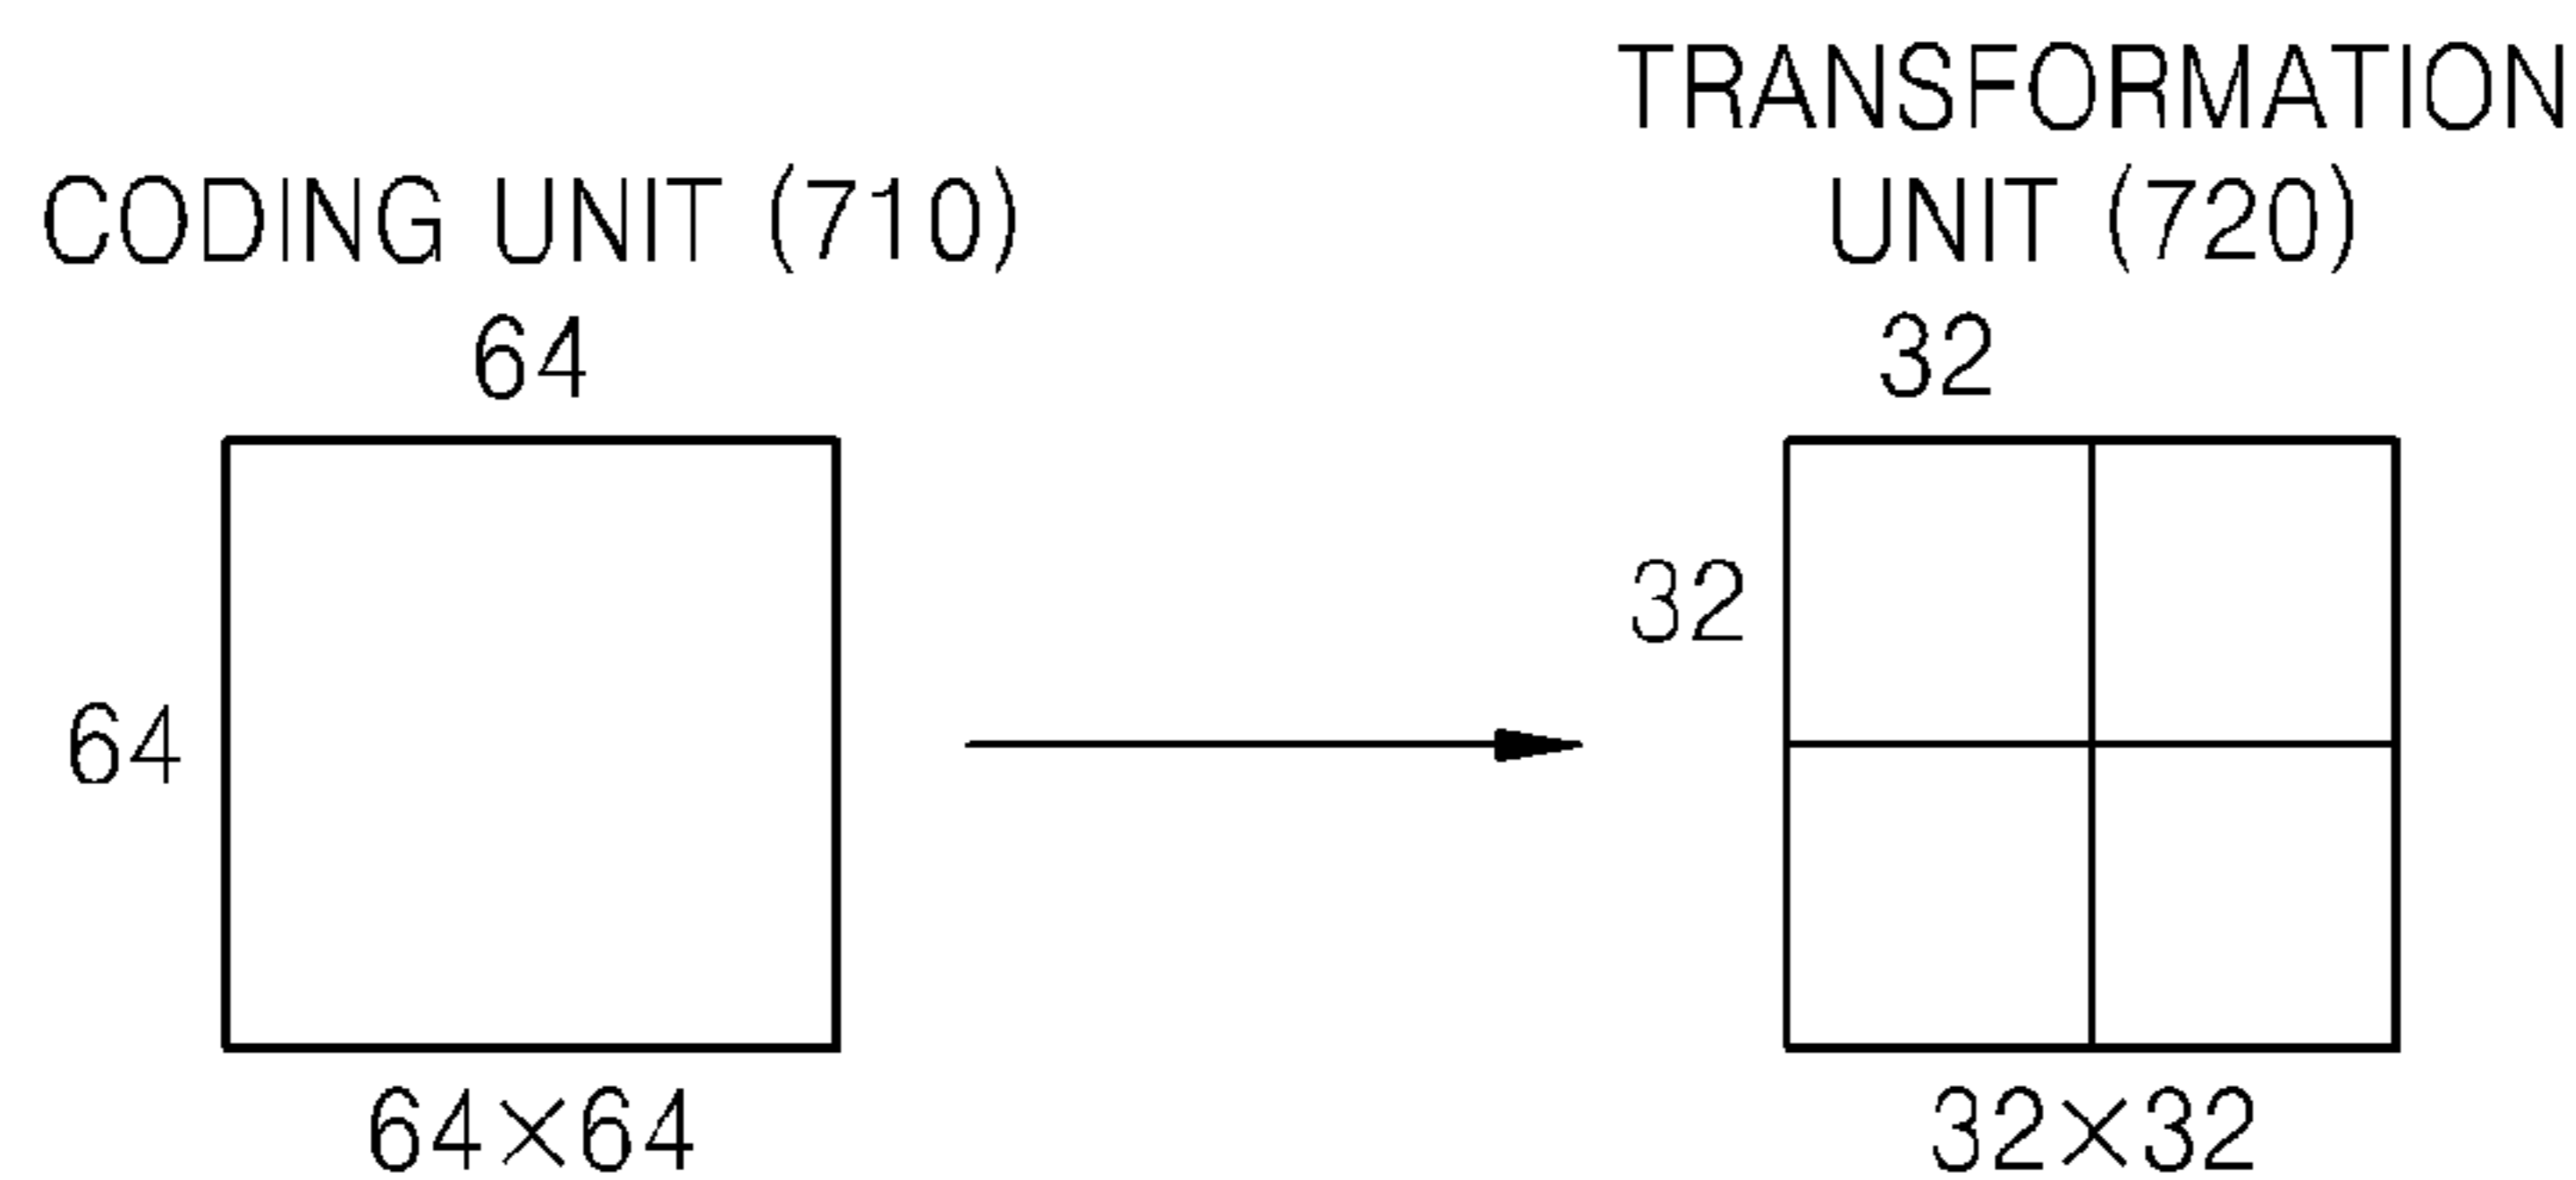 CODING UNIT (710)
64
64
64×64
TRANSFORMATION
UNIT (720)
32
32
32×32